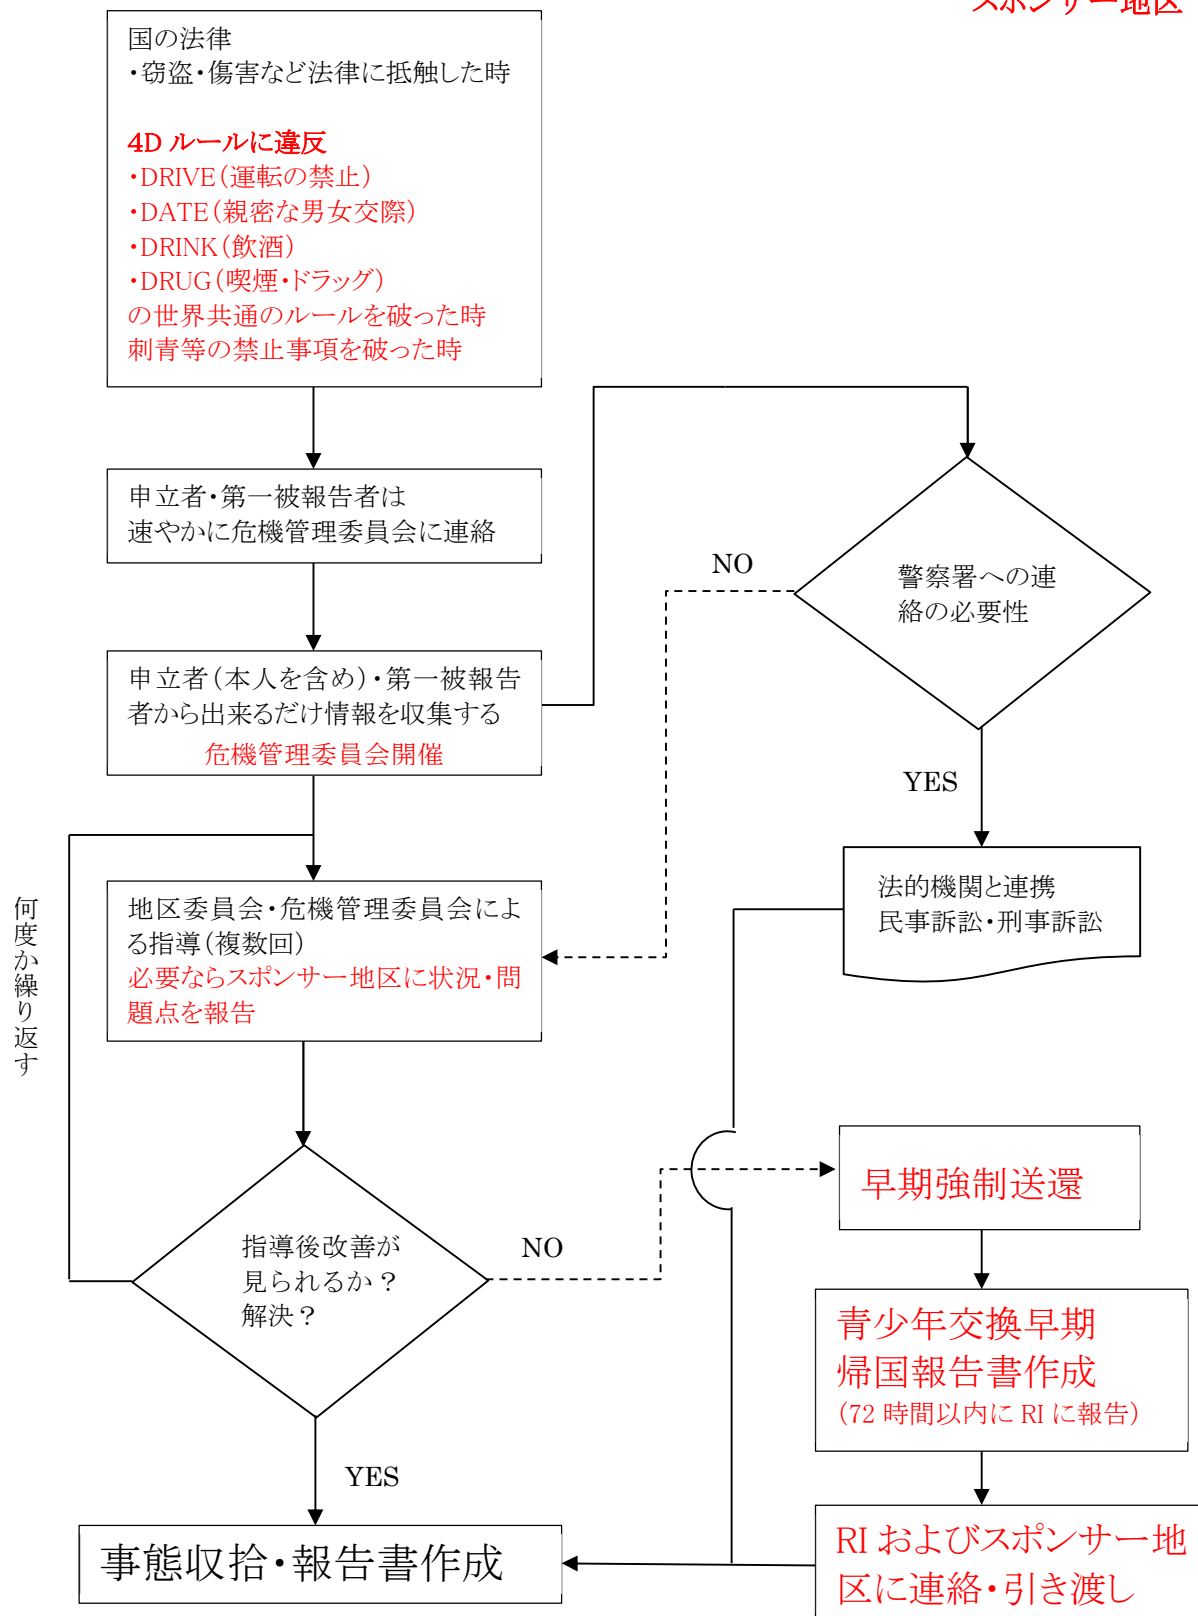 スポンサー地区
国の法律
・窃盗・傷害など法律に抵触した時
4D ルールに違反
・DRIVE(運転の禁止)
・DATE(親密な男女交際)
・DRINK(飲酒)
・DRUG(喫煙・ドラッグ)
の世界共通のルールを破った時
刺青等の禁止事項を破った時
申立者・第一被報告者は
速やかに危機管理委員会に連絡
申立者(本人を含め)・第一被報告
者から出来るだけ情報を収集する
危機管理委員会開催
警察署への連
絡の必要性
NO
YES
法的機関と連携
民事訴訟・刑事訴訟
地区委員会・危機管理委員会によ
る指導(複数回)
必要ならスポンサー地区に状況・問
題点を報告
何度か繰り返す
指導後改善が
見られるか?
解決?
NO
YES
早期強制送還
青少年交換早期
帰国報告書作成
(72 時間以内に RI に報告)
RI およびスポンサー地
区に連絡・引き渡し
事態収拾・報告書作成